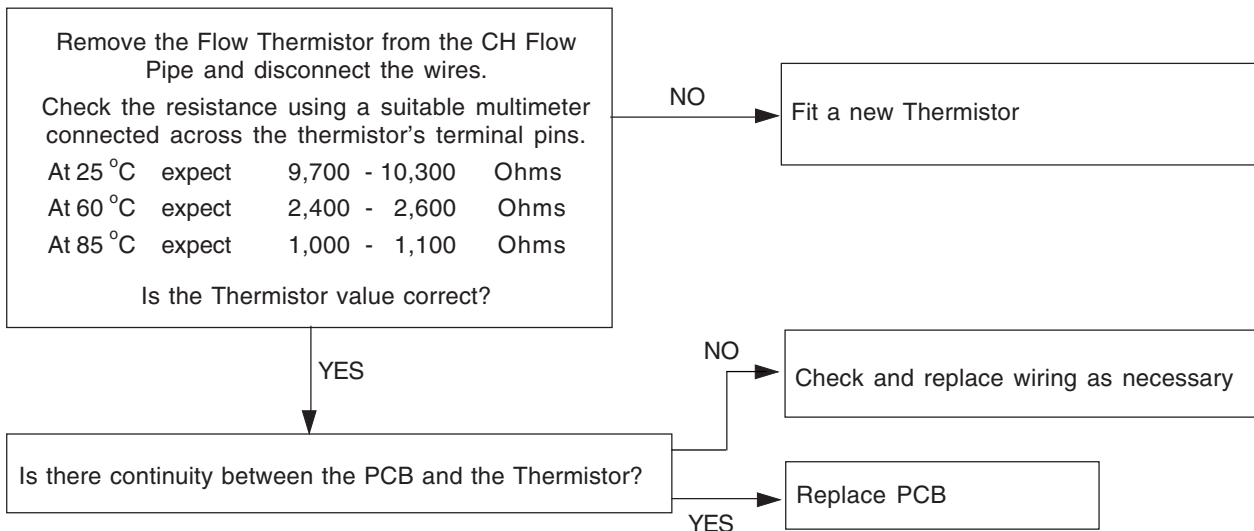 Remove the Flow Thermistor from the CH Flow
Pipe and disconnect the wires.
Check the resistance using a suitable multimeter
connected across the thermistor's terminal pins.
At 25 °C expect 9,700 - 10,300 Ohms
At 60 °C expect 2,400 - 2,600 Ohms
At 85 °C expect 1,000 - 1,100 Ohms
Is the Thermistor value correct?
NO
Fit a new Thermistor
YES
Is there continuity between the PCB and the Thermistor?
NO
Check and replace wiring as necessary
YES
Replace PCB